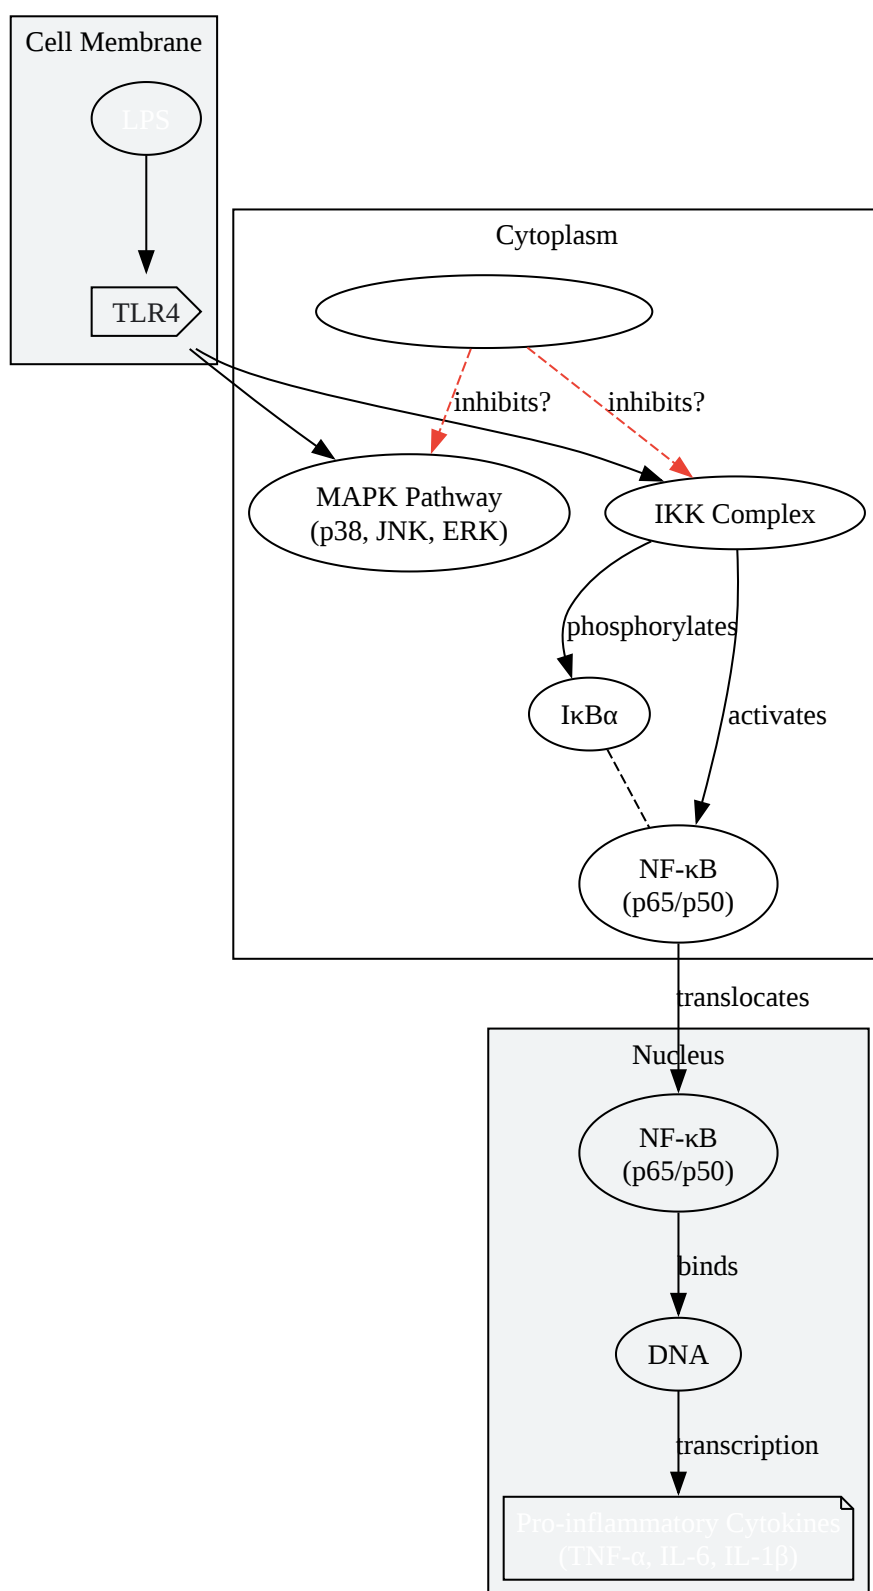 Cell Membrane
LPS
TLR4
Cytoplasm
inhibits?
inhibits?
MAPK Pathway
(p38, JNK, ERK)
IKK Complex
phosphorylates
IκBα
activates
NF-κB
(p65/p50)
translocates
Nucleus
NF-κB
(p65/p50)
binds
DNA
transcription
Pro-inflammatory Cytokines
(TNF-α, IL-6, IL-1β)